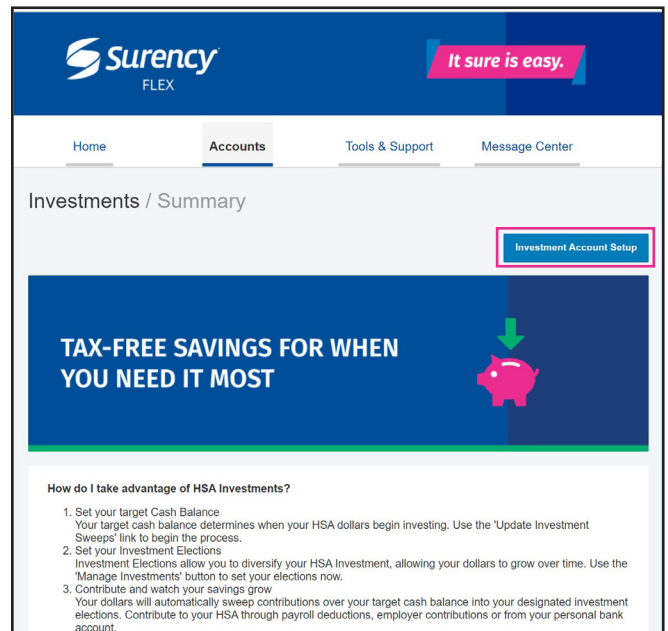 Surency
FLEX
It sure is easy.
Home
Accounts
Tools & Support
Message Center
Investments / Summary
Investment Account Setup
TAX-FREE SAVINGS FOR WHEN
YOU NEED IT MOST
How do I take advantage of HSA Investments?
1. Set your target Cash Balance
Your target cash balance determines when your HSA dollars begin investing. Use the 'Update Investment
Sweeps' link to begin the process.
2. Set your Investment Elections
Investment Elections allow you to diversify your HSA Investment, allowing your dollars to grow over time. Use the
'Manage Investments' button to set your elections now.
3. Contribute and watch your savings grow
Your dollars will automatically sweep contributions over your target cash balance into your designated investment
elections. Contribute to your HSA through payroll deductions, employer contributions or from your personal bank
account.